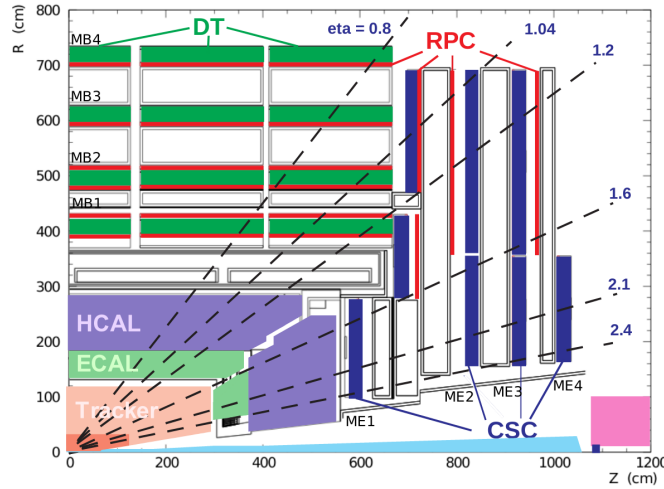 R (cm)
800
700
600
500
400
300
200
100
0
MB4
MB3
MB2
MB1
DT
eta = 0.8
RPC
1.04
1.2
1.6
2.1
2.4
HCAL
ECAL
Tracker
ME1
ME2
ME3
ME4
CSC
0
200
400
600
800
1000
1200
Z (cm)